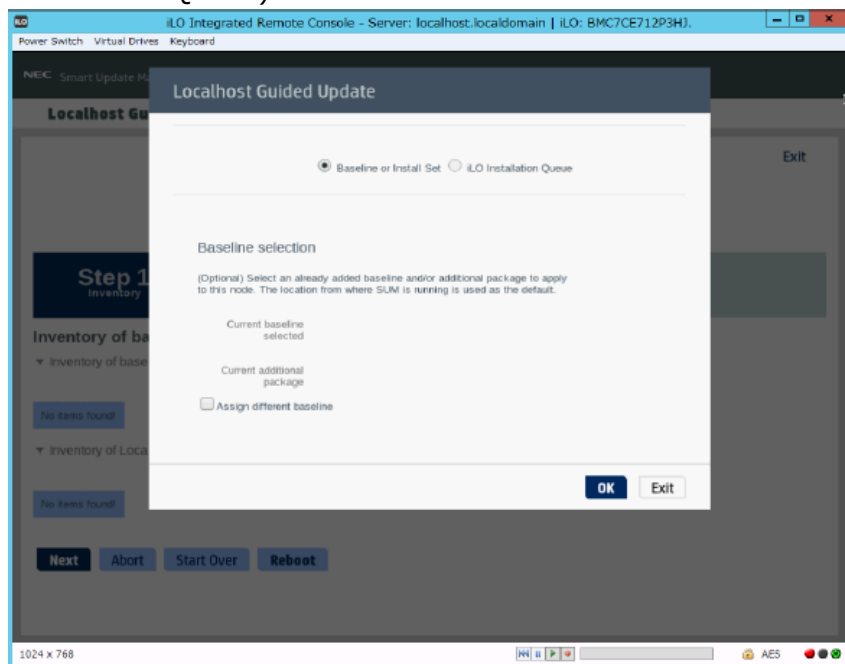 iLO Integrated Remote Console - Server: localhost.localdomain | iLO: BMC7CE712P3HJ.
Power Switch Virtual Drives Keyboard
NEC Smart Update Ma
Localhost Guided Update
Localhost Gu
Exit
Baseline or Install Set iLO Installation Queue
Baseline selection
(Optional) Select an already added baseline and/or additional package to apply
to this node. The location from where SUM is running is used as the default.
Step 1
Inventory
Current baseline
selected
Inventory of ba
Inventory of base
Current additional
package
Assign different baseline
No items found!
Inventory of Loca
OK Exit
No items found!
Next Abort Start Over Reboot
1024 x 768
AES